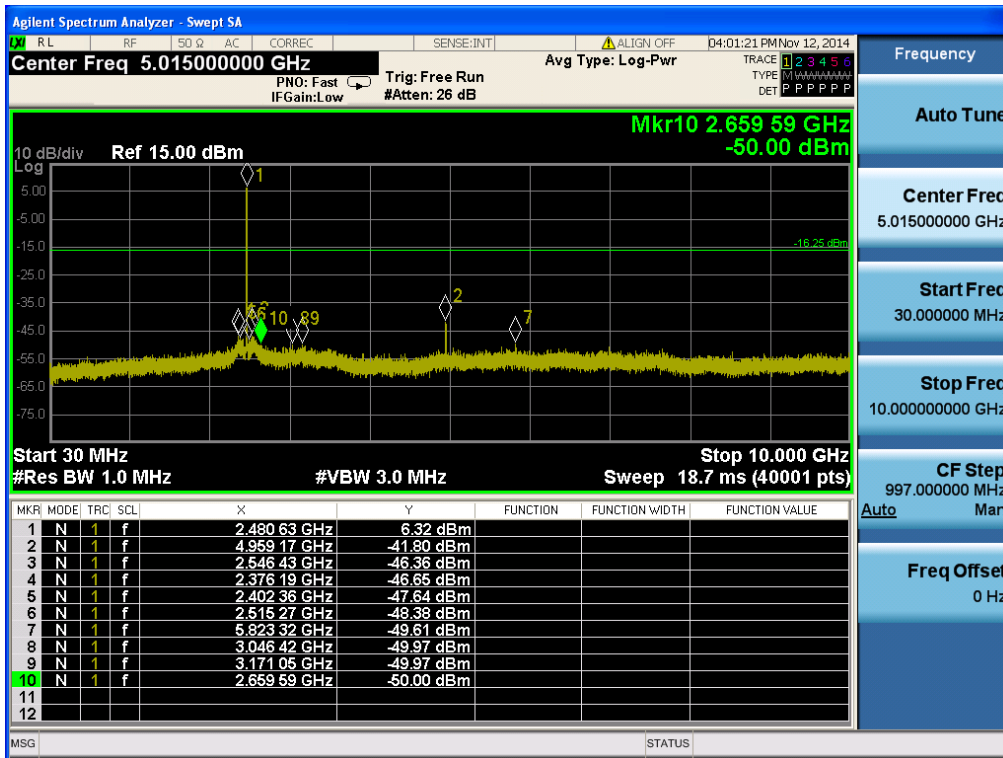 Agilent Spectrum Analyzer - Swept SA
LXI RL RF 50 Ω AC CORREC SENSE:INT ALIGN OFF 04:01:21 PM Nov 12, 2014
Center Freq 5.015000000 GHz
PNO: Fast
IFGain:Low
Trig: Free Run
#Atten: 26 dB
Avg Type: Log-Pwr
TRACE 1 2 3 4 5 6
TYPE M W W W W W
DET P P P P P P
Mkr10 2.659 59 GHz
-50.00 dBm
10 dB/div Ref 15.00 dBm
Log
5.00
-5.00
-15.0
-25.0
-35.0
-45.0
-55.0
-65.0
-75.0
-16.25 dBm
1
2
6
10
8 9
7
Start 30 MHz Stop 10.000 GHz
#Res BW 1.0 MHz #VBW 3.0 MHz Sweep 18.7 ms (40001 pts)
MKR MODE TRC SCL X Y FUNCTION FUNCTION WIDTH FUNCTION VALUE
1 N 1 f 2.480 63 GHz 6.32 dBm
2 N 1 f 4.959 17 GHz -41.80 dBm
3 N 1 f 2.546 43 GHz -46.36 dBm
4 N 1 f 2.376 19 GHz -46.65 dBm
5 N 1 f 2.402 36 GHz -47.64 dBm
6 N 1 f 2.515 27 GHz -48.38 dBm
7 N 1 f 5.823 32 GHz -49.61 dBm
8 N 1 f 3.046 42 GHz -49.97 dBm
9 N 1 f 3.171 05 GHz -49.97 dBm
10 N 1 f 2.659 59 GHz -50.00 dBm
11
12
MSG STATUS
Frequency
Auto Tune
Center Freq
5.015000000 GHz
Start Freq
30.000000 MHz
Stop Freq
10.000000000 GHz
CF Step
997.000000 MHz
Auto Man
Freq Offset
0 Hz